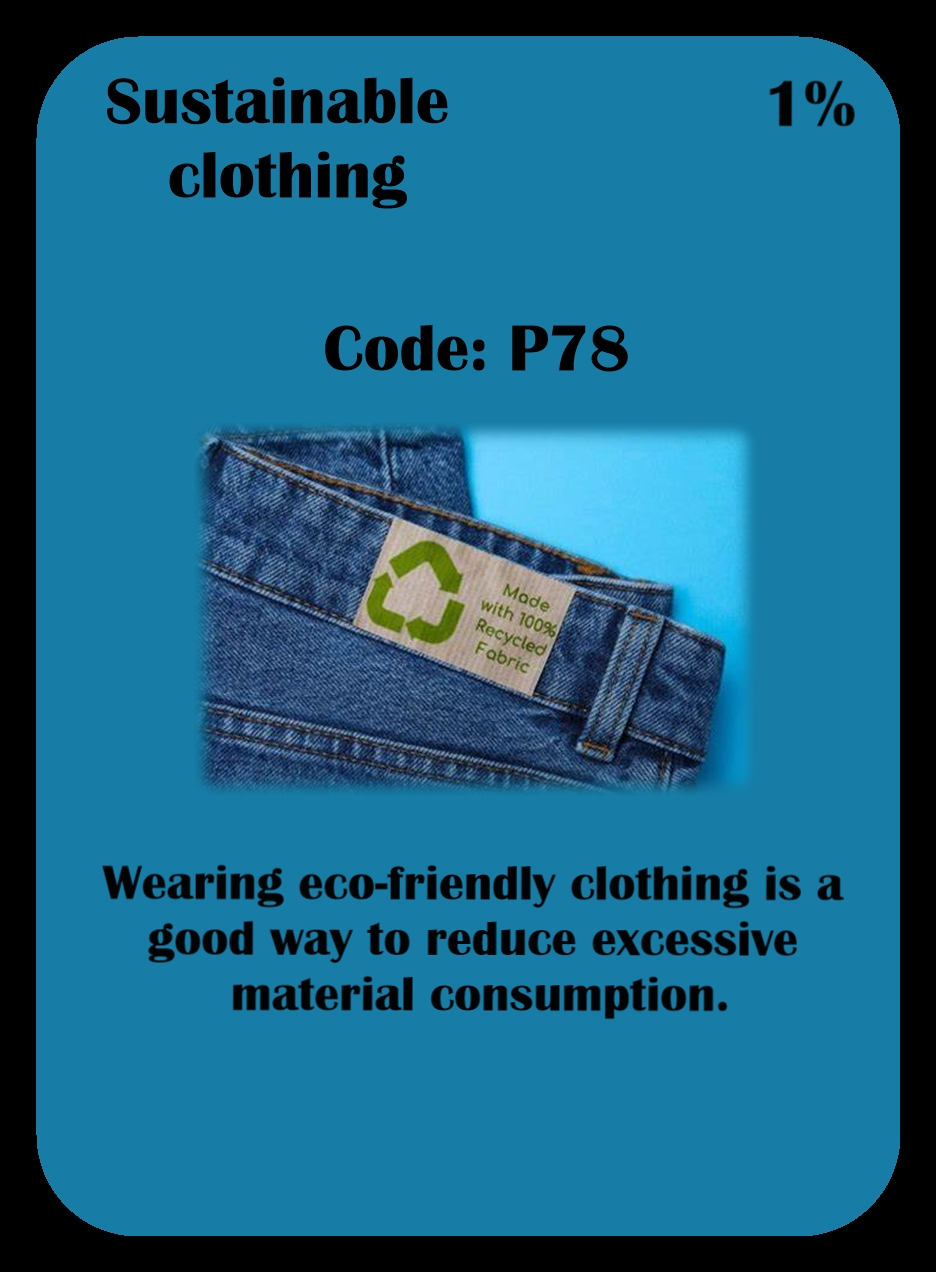 Sustainable
clothing
1%
Code: P78
Made
with 100%
Recycled
Fabric
Wearing eco-friendly clothing is a
good way to reduce excessive
material consumption.